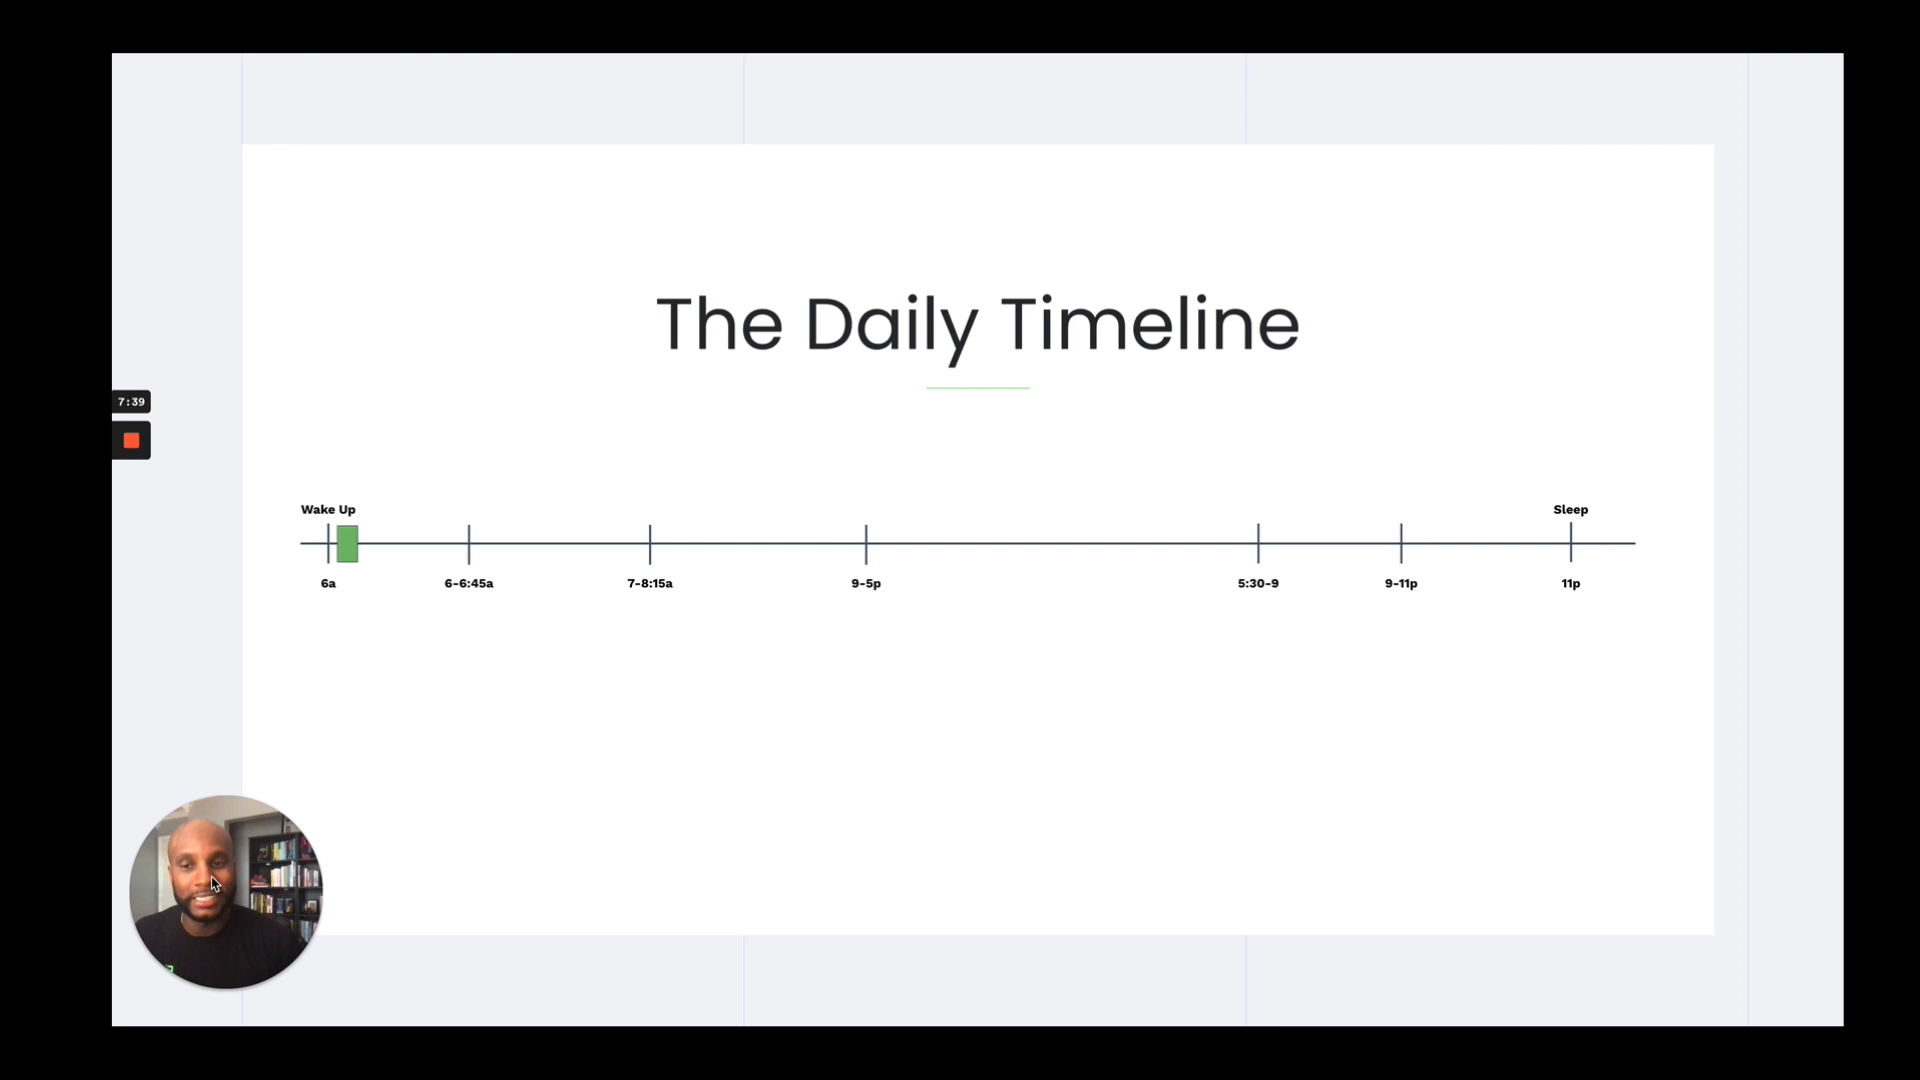 The Daily Timeline
7:39
Wake Up
Sleep
6a
6-6:45a
7-8:15a
9-5p
5:30-9
9-11p
11p